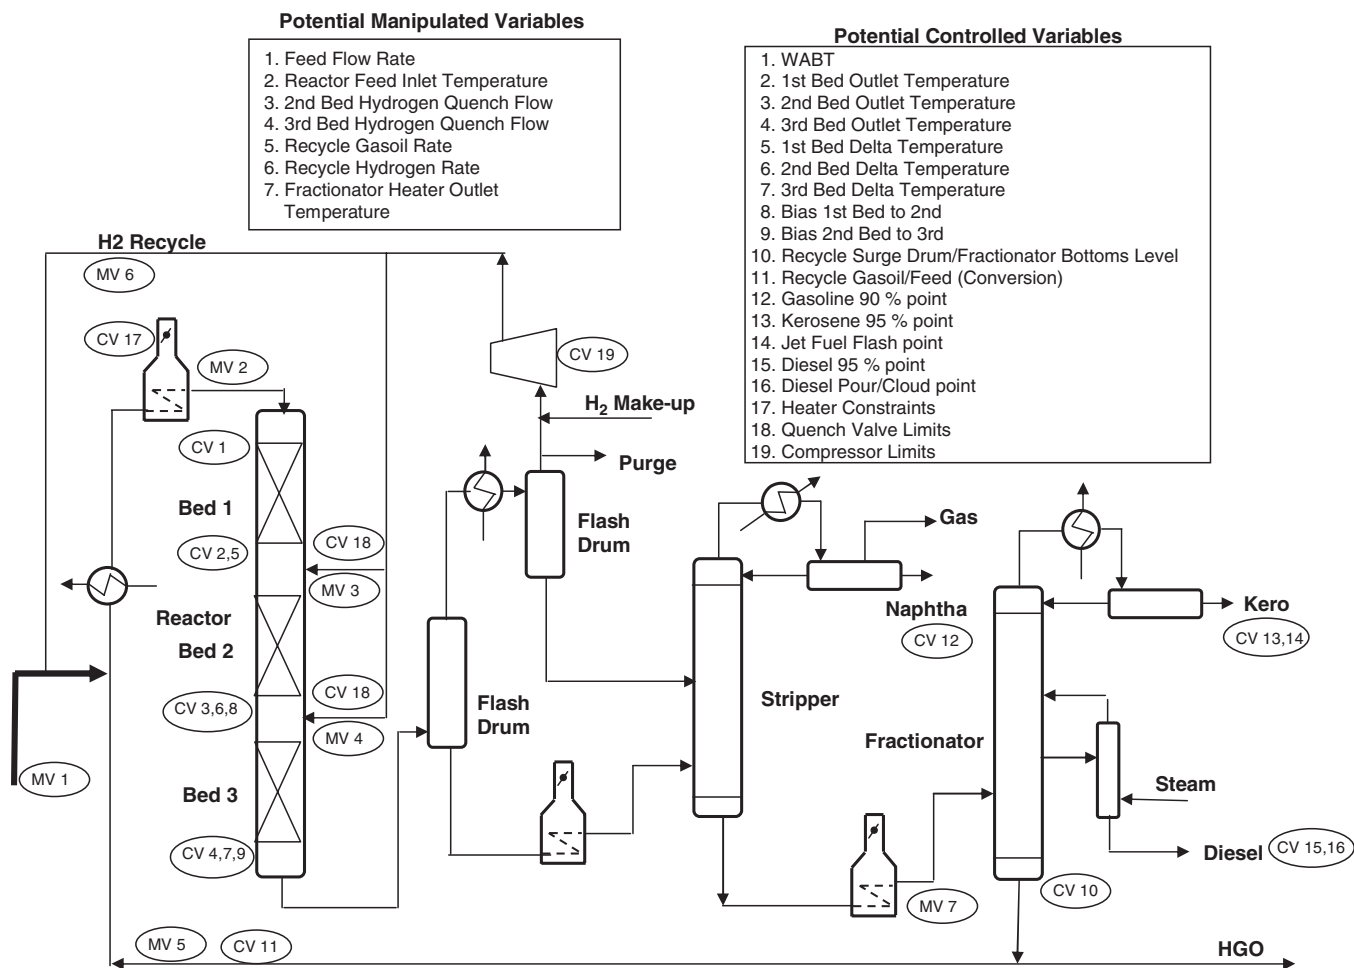 Potential Manipulated Variables
1. Feed Flow Rate
2. Reactor Feed Inlet Temperature
3. 2nd Bed Hydrogen Quench Flow
4. 3rd Bed Hydrogen Quench Flow
5. Recycle Gasoil Rate
6. Recycle Hydrogen Rate
7. Fractionator Heater Outlet
Temperature
Potential Controlled Variables
1. WABT
2. 1st Bed Outlet Temperature
3. 2nd Bed Outlet Temperature
4. 3rd Bed Outlet Temperature
5. 1st Bed Delta Temperature
6. 2nd Bed Delta Temperature
7. 3rd Bed Delta Temperature
8. Bias 1st Bed to 2nd
9. Bias 2nd Bed to 3rd
10. Recycle Surge Drum/Fractionator Bottoms Level
11. Recycle Gasoil/Feed (Conversion)
12. Gasoline 90 % point
13. Kerosene 95 % point
14. Jet Fuel Flash point
15. Diesel 95 % point
16. Diesel Pour/Cloud point
17. Heater Constraints
18. Quench Valve Limits
19. Compressor Limits
H2 Recycle
MV 6
CV 17
MV 2
CV 19
H2 Make-up
Purge
CV 1
Bed 1
CV 2,5
CV 18
MV 3
Flash
Drum
Gas
Reactor
Bed 2
Naphtha
CV 12
Kero
CV 13,14
CV 3,6,8
CV 18
MV 4
Flash
Drum
Stripper
Fractionator
MV 1
Bed 3
Steam
CV 4,7,9
Diesel
CV 15,16
MV 7
CV 10
MV 5
CV 11
HGO